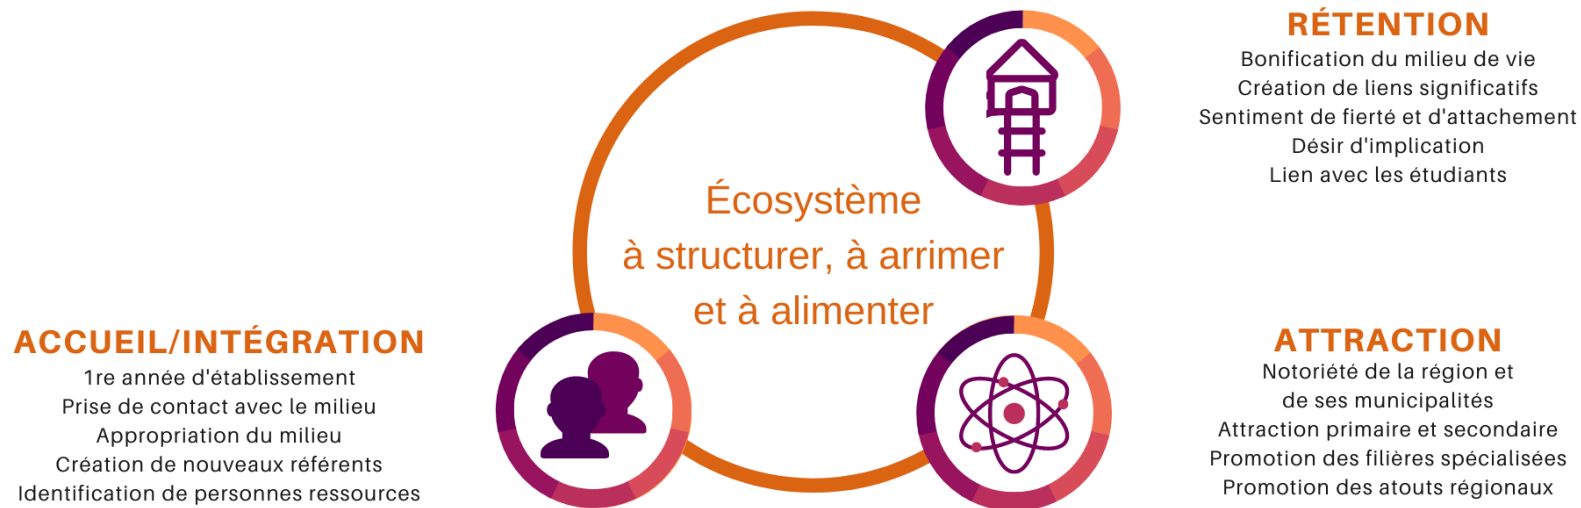 RÉTENTION
Bonification du milieu de vie
Création de liens significatifs
Sentiment de fierté et d'attachement
Désir d'implication
Lien avec les étudiants
Écosystème
à structurer, à arrimer
et à alimenter
ACCUEIL/INTÉGRATION
1re année d'établissement
Prise de contact avec le milieu
Appropriation du milieu
Création de nouveaux référents
Identification de personnes ressources
ATTRACTION
Notoriété de la région et
de ses municipalités
Attraction primaire et secondaire
Promotion des filières spécialisées
Promotion des atouts régionaux